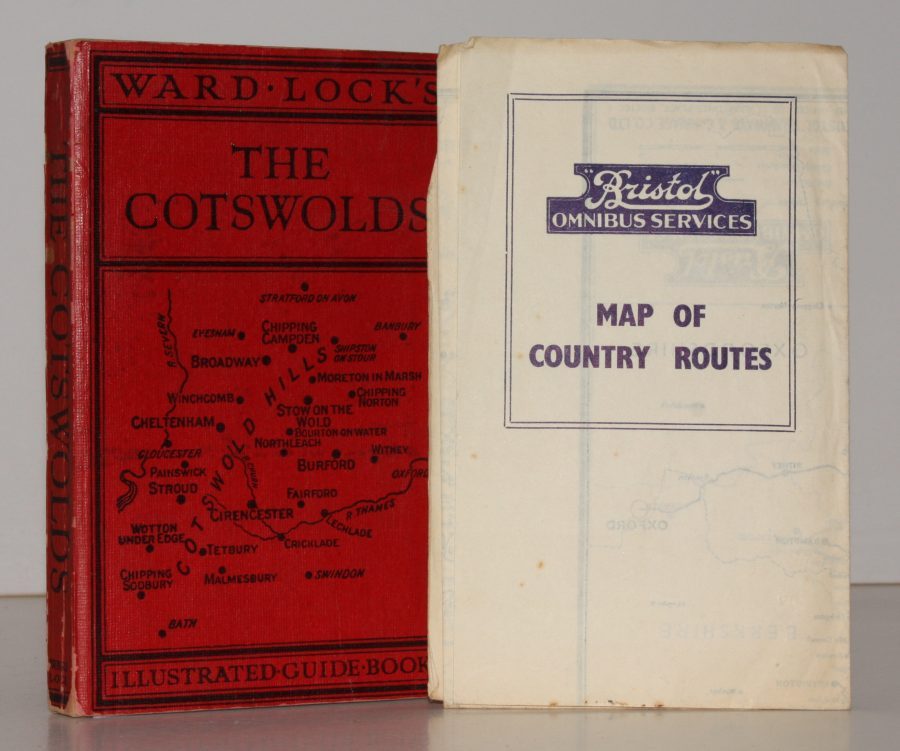 THE COTSWOLDS
WARD · LOCK'S
THE
COTSWOLDS
STRATFORD ON AVON
R. SEVERN
EVESHAM
CHIPPING
CAMPDEN
BANBURY
SHIPSTON
ON STOUR
BROADWAY
MORETON IN MARSH
WINCHCOMB
CHIPPING
NORTON
STOW ON THE
WOLD
CHELTENHAM
BOURTON ON WATER
NORTHLEACH
GLOUCESTER
BURFORD
WITNEY
PAINSWICK
OXFORD
STROUD
R. CHURN
FAIRFORD
CIRENCESTER
R. THAMES
LECHLADE
COTSWOLD HILLS
WOTTON
UNDER EDGE
TETBURY
CRICKLADE
CHIPPING
SODBURY
MALMESBURY
SWINDON
BATH
ILLUSTRATED · GUIDE · BOOK
"Bristol"
OMNIBUS SERVICES
MAP OF
COUNTRY ROUTES
OXFORD
BERKSHIRE